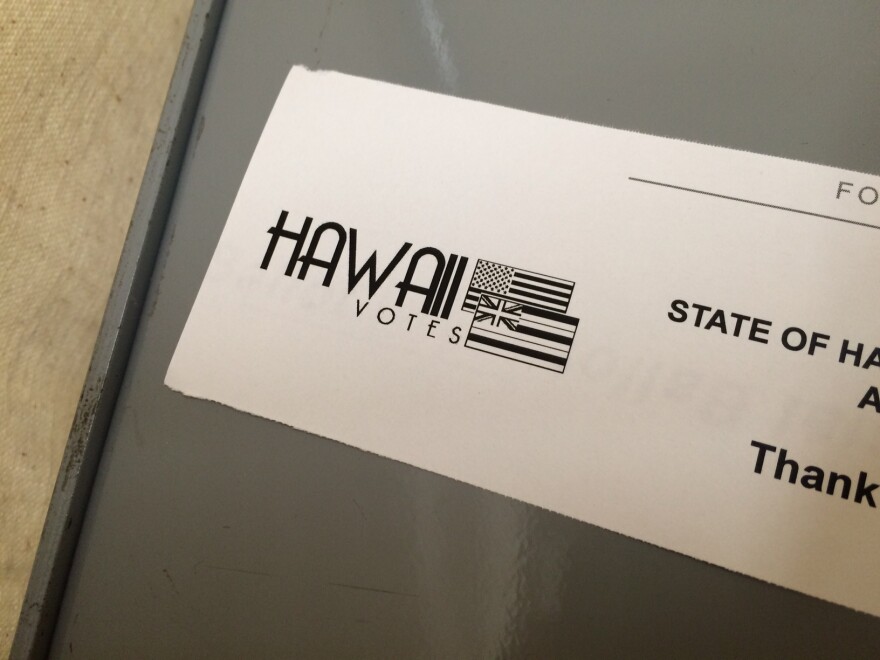 FO
HAWAII
VOTES
STATE OF HA
A
Thank